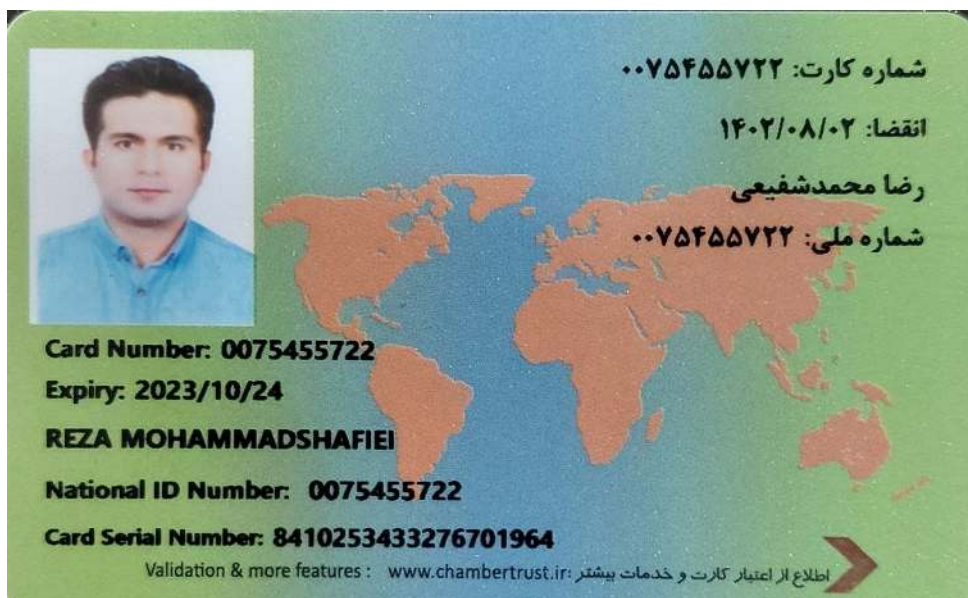 شماره کارت: ۰۰۷۵۴۵۵۷۲۲
انقضا: ۱۴۰۲/۰۸/۰۲
رضا محمدشفیعی
شماره ملی: ۰۰۷۵۴۵۵۷۲۲
Card Number: 0075455722
Expiry: 2023/10/24
REZA MOHAMMADSHAFIEI
National ID Number: 0075455722
Card Serial Number: 8410253433276701964
Validation & more features : www.chambertrust.ir :اطلاع از اعتبار کارت و خدمات بیشتر